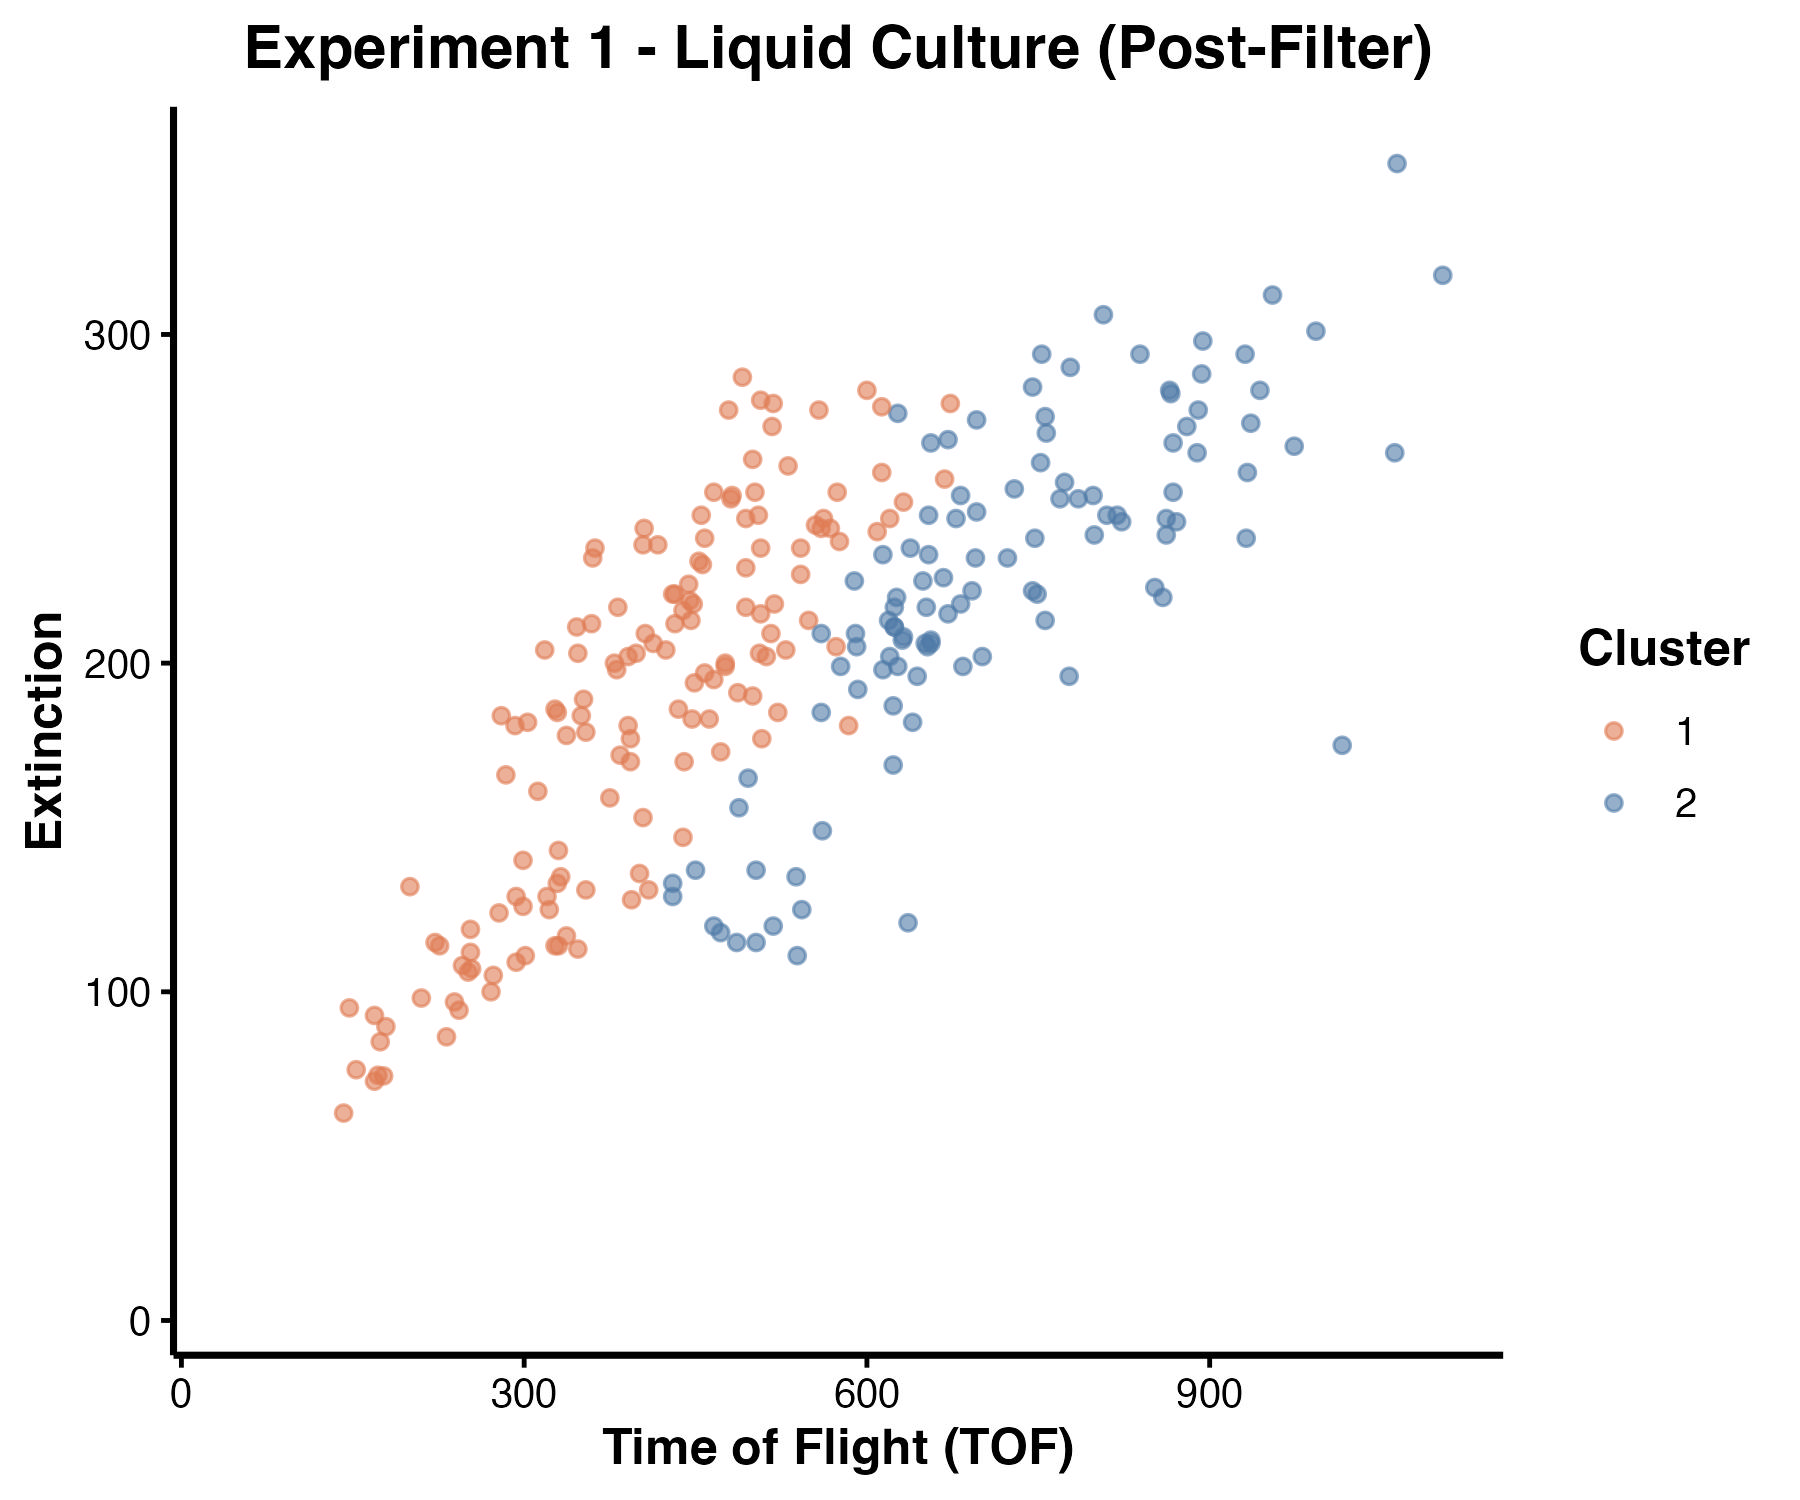 Experiment 1 - Liquid Culture (Post-Filter)
300
200
100
0
Extinction
0 300 600 900
Time of Flight (TOF)
Cluster
1
2